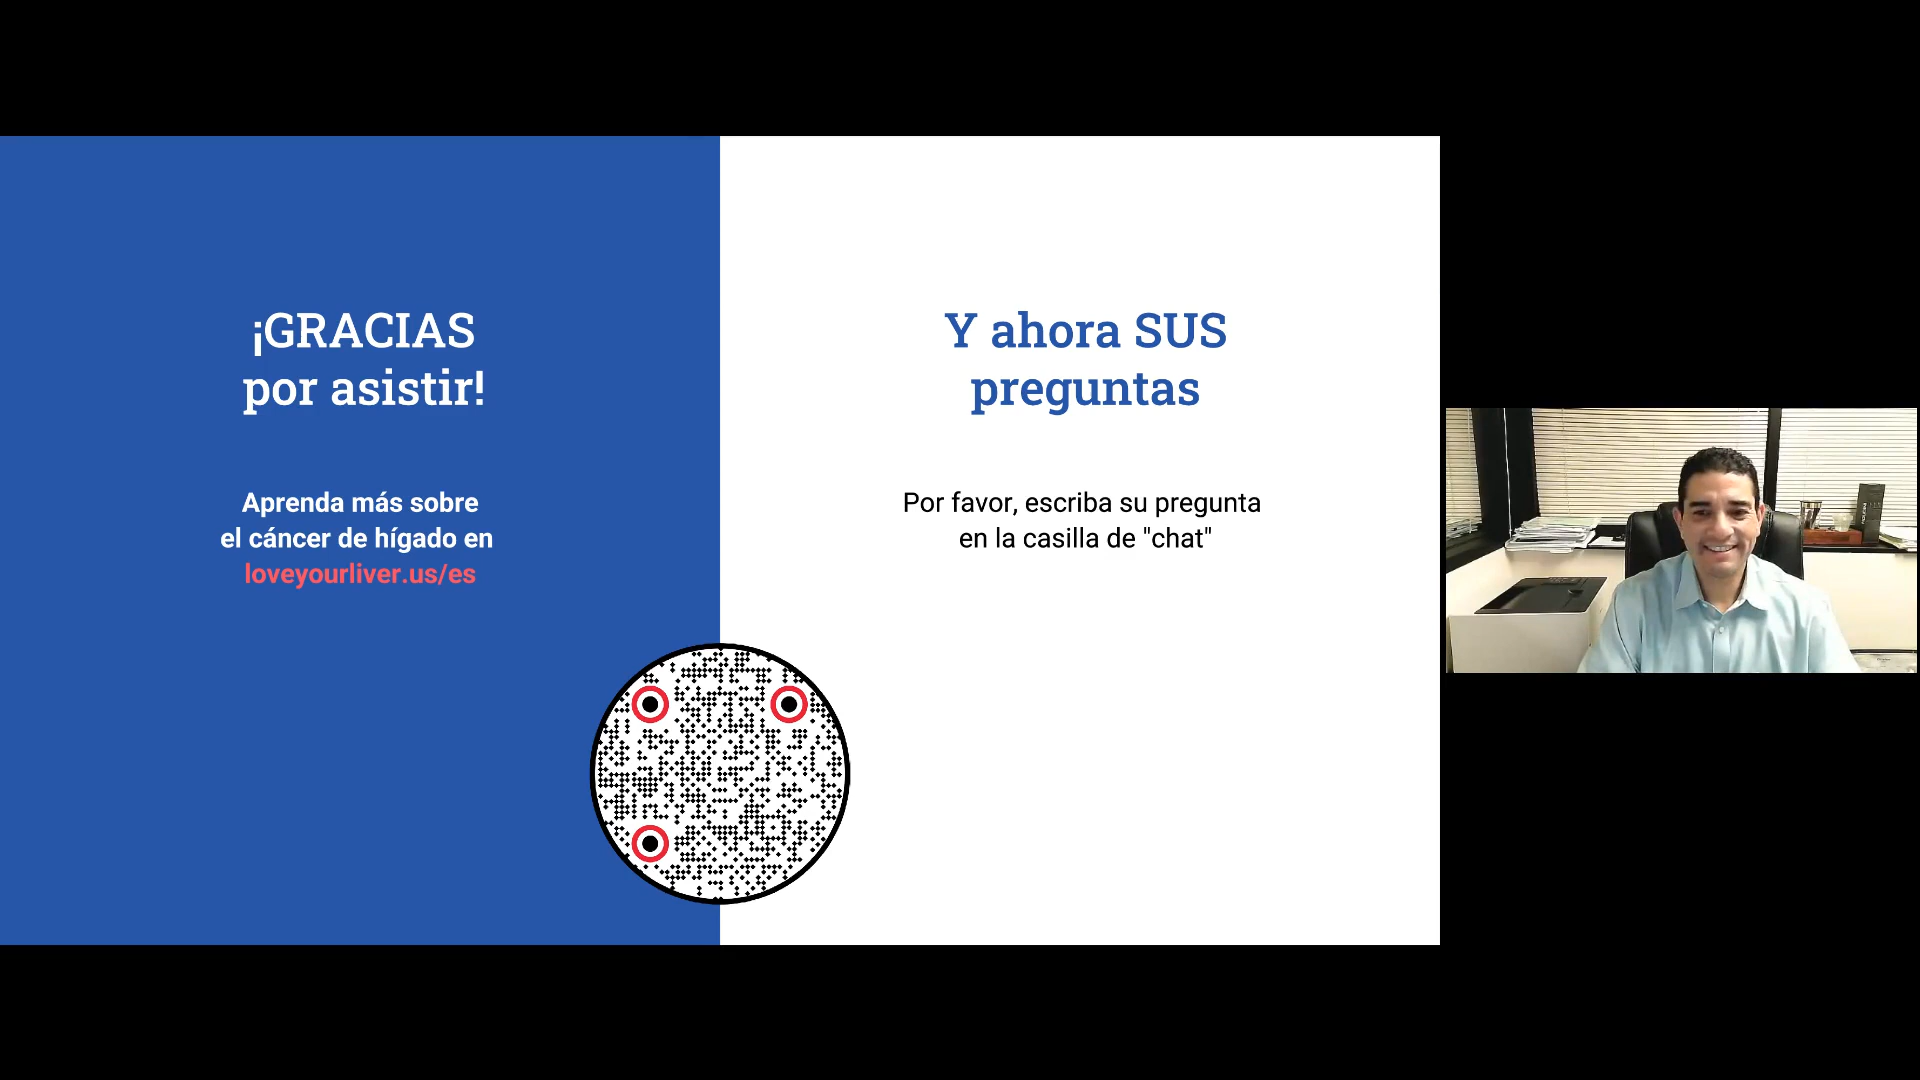 ¡GRACIAS
por asistir!
Aprenda más sobre
el cáncer de hígado en
loveyourliver.us/es
Y ahora SUS
preguntas
Por favor, escriba su pregunta
en la casilla de "chat"